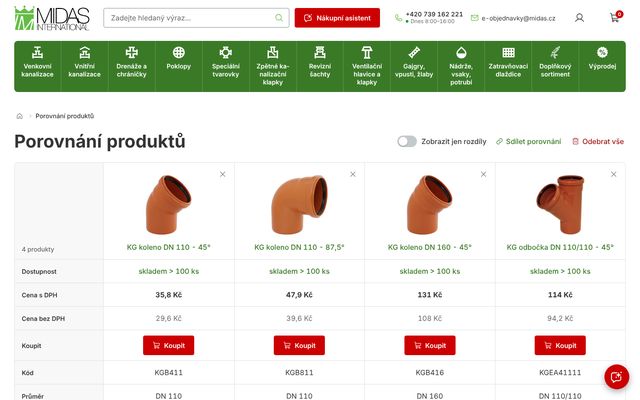 MIDAS
INTERNATIONAL
Zadejte hledaný výraz...
Nákupní asistent
+420 739 162 221
Dnes 8:00-16:00
e-objednavky@midas.cz
0
Venkovní kanalizace
Vnitřní kanalizace
Drenáže a chráničky
Poklopy
Speciální tvarovky
Zpětné ka-nalizační klapky
Revizní šachty
Ventilační hlavice a klapky
Gajgry, vpusti, žlaby
Nádrže, vsaky, potrubí
Zatravňovací dlaždice
Doplňkový sortiment
Výprodej
Porovnání produktů
Porovnání produktů
Zobrazit jen rozdíly
Sdílet porovnání
Odebrat vše
4 produkty
KG koleno DN 110 - 45°
KG koleno DN 110 - 87,5°
KG koleno DN 160 - 45°
KG odbočka DN 110/110 - 45°
Dostupnost
skladem > 100 ks
skladem > 100 ks
skladem > 100 ks
skladem > 100 ks
Cena s DPH
35,8 Kč
47,9 Kč
131 Kč
114 Kč
Cena bez DPH
29,6 Kč
39,6 Kč
108 Kč
94,2 Kč
Koupit
Koupit
Koupit
Koupit
Koupit
Kód
KGB411
KGB811
KGB416
KGEA41111
Průměr
DN 110
DN 110
DN 160
DN 110/110